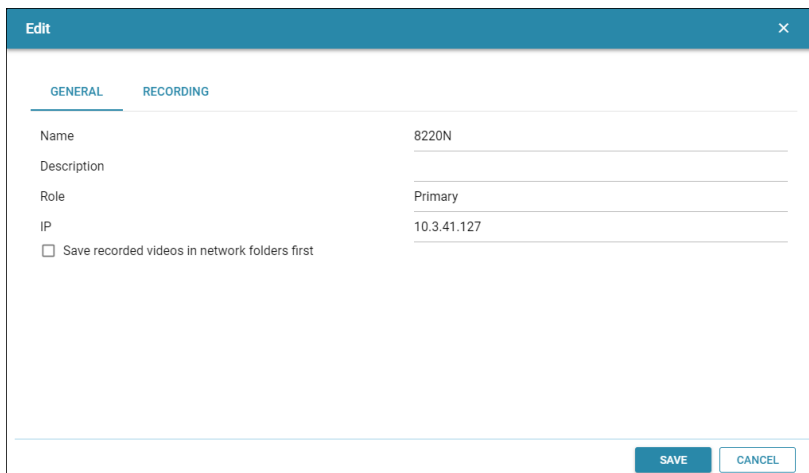 Edit
GENERAL RECORDING
Name 8220N
Description
Role Primary
IP 10.3.41.127
Save recorded videos in network folders first
SAVE CANCEL